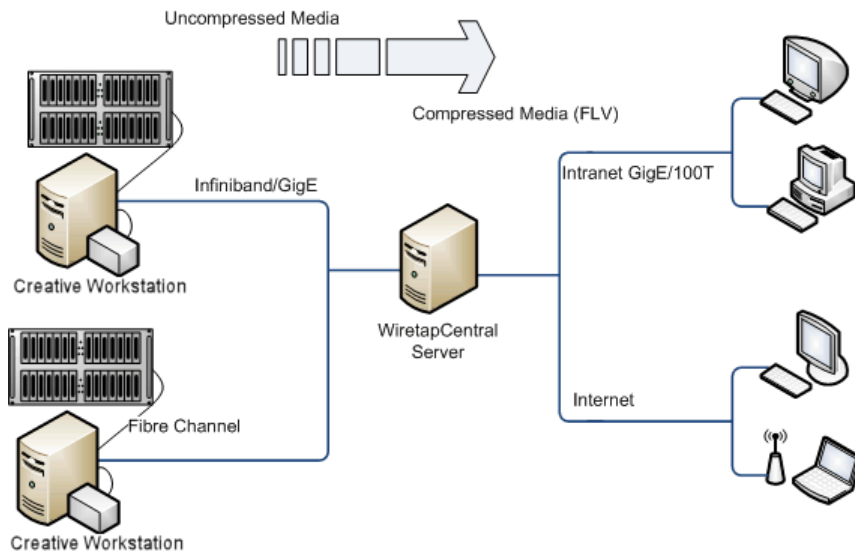 Uncompressed Media
Compressed Media (FLV)
Infiniband/GigE
Intranet GigE/100T
Creative Workstation
WiretapCentral
Server
Internet
Fibre Channel
Creative Workstation